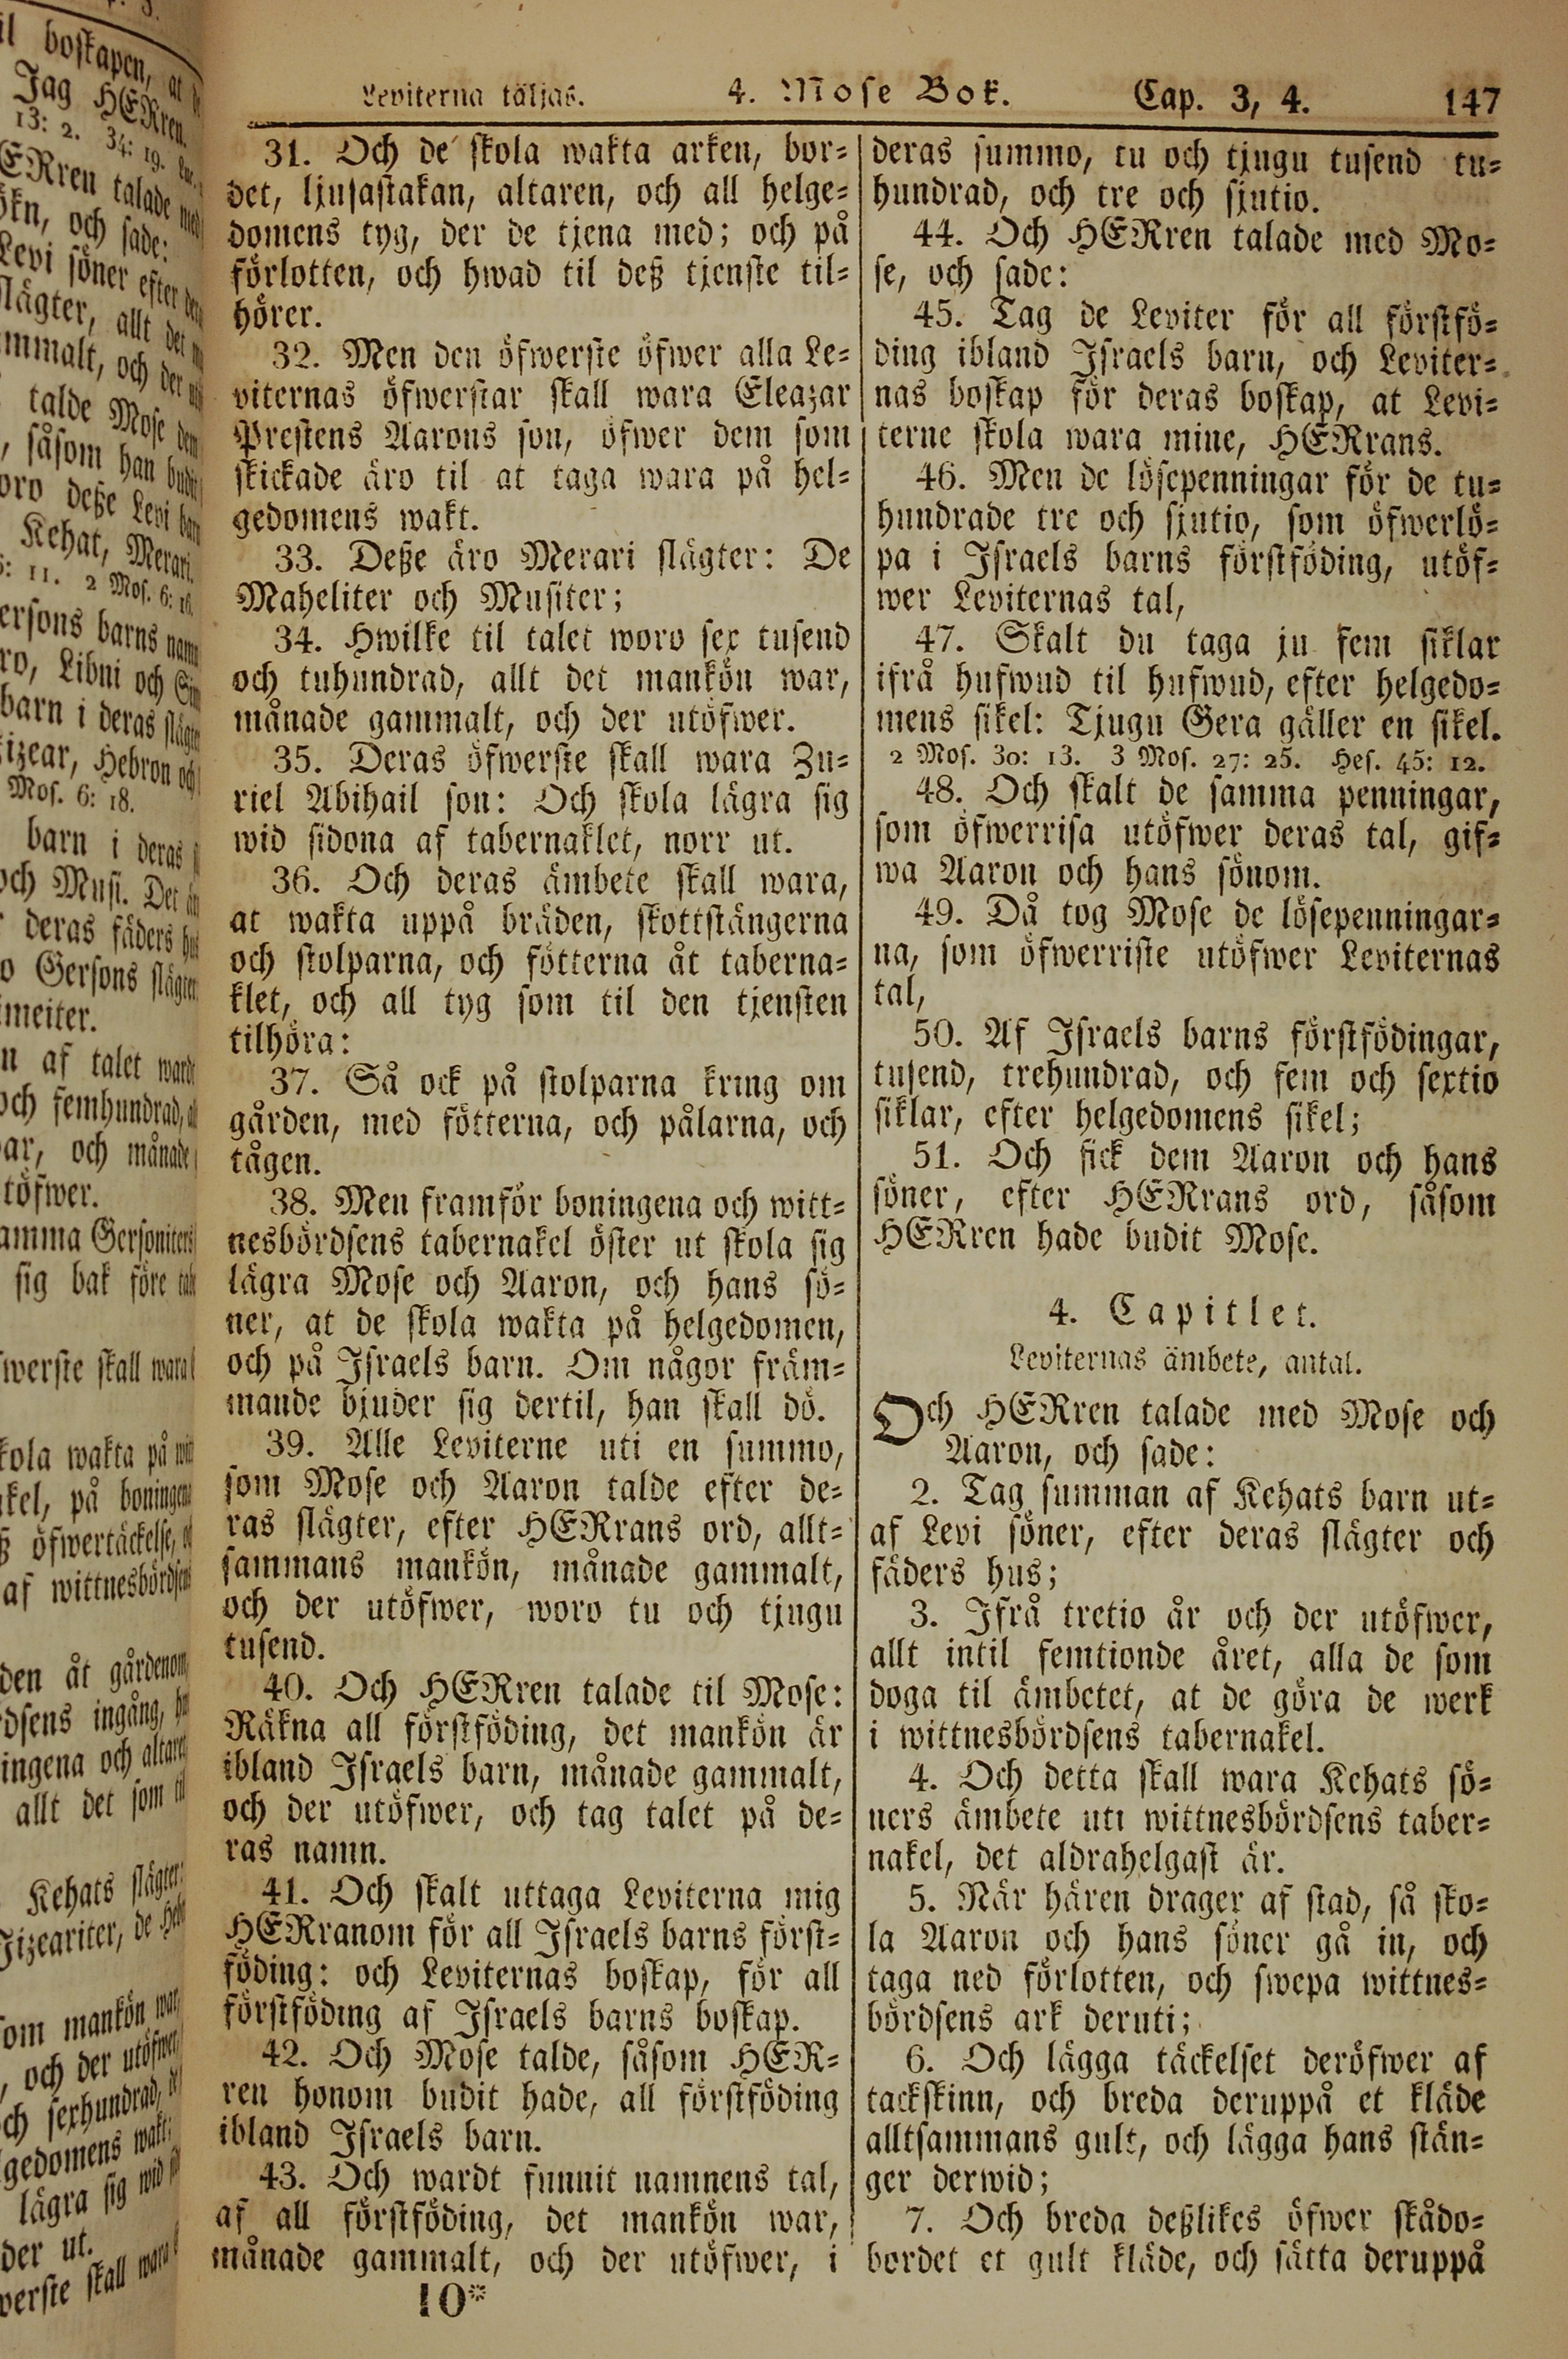 Leviterna täljas. 4. Mose Bok. Cap. 3, 4. 147
31. Och de skola wakta arken, bor-
det, ljusastakan, altaren, och all helge-
domens tyg, der de tjena med; och på
förlotten, och hwad til deß tjenste til-
hörer.
32. Men den öfwerste öfwer alla Le-
viternas öfwerstar skall wara Eleazar
Prestens Aarons son, öfwer dem som
skickade äro til at taga wara på hel-
gedomens wakt.
33. Deße äro Merari slägter: De
Maheliter och Musiter;
34. Hwilke til talet woro sex tusend
och tuhundrad, allt det mankön war,
månade gammalt, och der utöfwer.
35. Deras öfwerste skall wara Zu-
riel Abihail son: Och skola lägra sig
wid sidona af tabernaklet, norr ut.
36. Och deras ämbete skall wara,
at wakta uppå bräden, skottstängerna
och stolparna, och fötterna åt taberna-
klet, och all tyg som til den tjensten
tilhöra:
37. Så ock på stolparna kring om
gården, med fötterna, och pålarna, och
tågen.
38. Men framför boningena och witt-
nesbördsens tabernakel öster ut skola sig
lägra Mose och Aaron, och hans sö-
ner, at de skola wakta på helgedomen,
och på Israels barn. Om någor främ-
mande bjuder sig dertil, han skall dö.
39. Alle Leviterne uti en summo,
som Mose och Aaron talde efter de-
ras slägter, efter HERrans ord, allt-
sammans mankön, månade gammalt,
och der utöfwer, woro tu och tjugu
tusend.
40. Och HERren talade til Mose:
Räkna all förstföding, det mankön är
ibland Israels barn, månade gammalt,
och der utöfwer, och tag talet på de-
ras namn.
41. Och skalt uttaga Leviterna mig
HERranom för all Israels barns först-
föding: och Leviternas boskap, för all
förstföding af Israels barns boskap.
42. Och Mose talde, såsom HER-
ren honom budit hade, all förstföding
ibland Israels barn.
43. Och wardt funnit namnens tal,
af all förstföding, det mankön war,
månade gammalt, och der utöfwer, i
10*
deras summo, tu och tjugu tusend tu-
hundrad, och tre och sjutio.
44. Och HERren talade med Mo-
se, och sade:
45. Tag de Leviter för all förstfö-
ding ibland Israels barn, och Leviter-
nas boskap för deras boskap, at Levi-
terne skola wara mine, HERrans.
46. Men de lösepenningar för de tu-
hundrade tre och sjutio, som öfwerlö-
pa i Israels barns förstföding, utöf-
wer Leviternas tal,
47. Skalt du taga ju fem siklar
ifrå hufwud til hufwud, efter helgedo-
mens sikel: Tjugu Gera gäller en sikel.
2 Mos. 30: 13. 3 Mos. 27: 25. Hes. 45: 12.
48. Och skalt de samma penningar,
som öfwerrisa utöfwer deras tal, gif-
wa Aaron och hans sönom.
49. Då tog Mose de lösepenningar-
na, som öfwerriste utöfwer Leviternas
tal,
50. Af Israels barns förstfödingar,
tusend, trehundrad, och fem och sextio
siklar, efter helgedomens sikel;
51. Och fick dem Aaron och hans
söner, efter HERrans ord, såsom
HERren hade budit Mose.
4. Capitlet.
Leviternas ämbete, antal.
Och HERren talade med Mose och
Aaron, och sade:
2. Tag summan af Kehats barn ut-
af Levi söner, efter deras slägter och
fäders hus;
3. Ifrå tretio år och der utöfwer,
allt intil femtionde året, alla de som
doga til ämbetet, at de göra de werk
i wittnesbördsens tabernakel.
4. Och detta skall wara Kehats sö-
ners ämbete uti wittnesbördsens taber-
nakel, det aldrahelgast är.
5. När hären drager af stad, så sko-
la Aaron och hans söner gå in, och
taga ned förlotten, och swepa wittnes-
bördsens ark deruti;
6. Och lägga täckelset deröfwer af
tackskinn, och breda deruppå et kläde
alltsammans gult, och lägga hans stän-
ger derwid;
7. Och breda deßlikes öfwer skådo-
bordet et gult kläde, och sätta deruppå